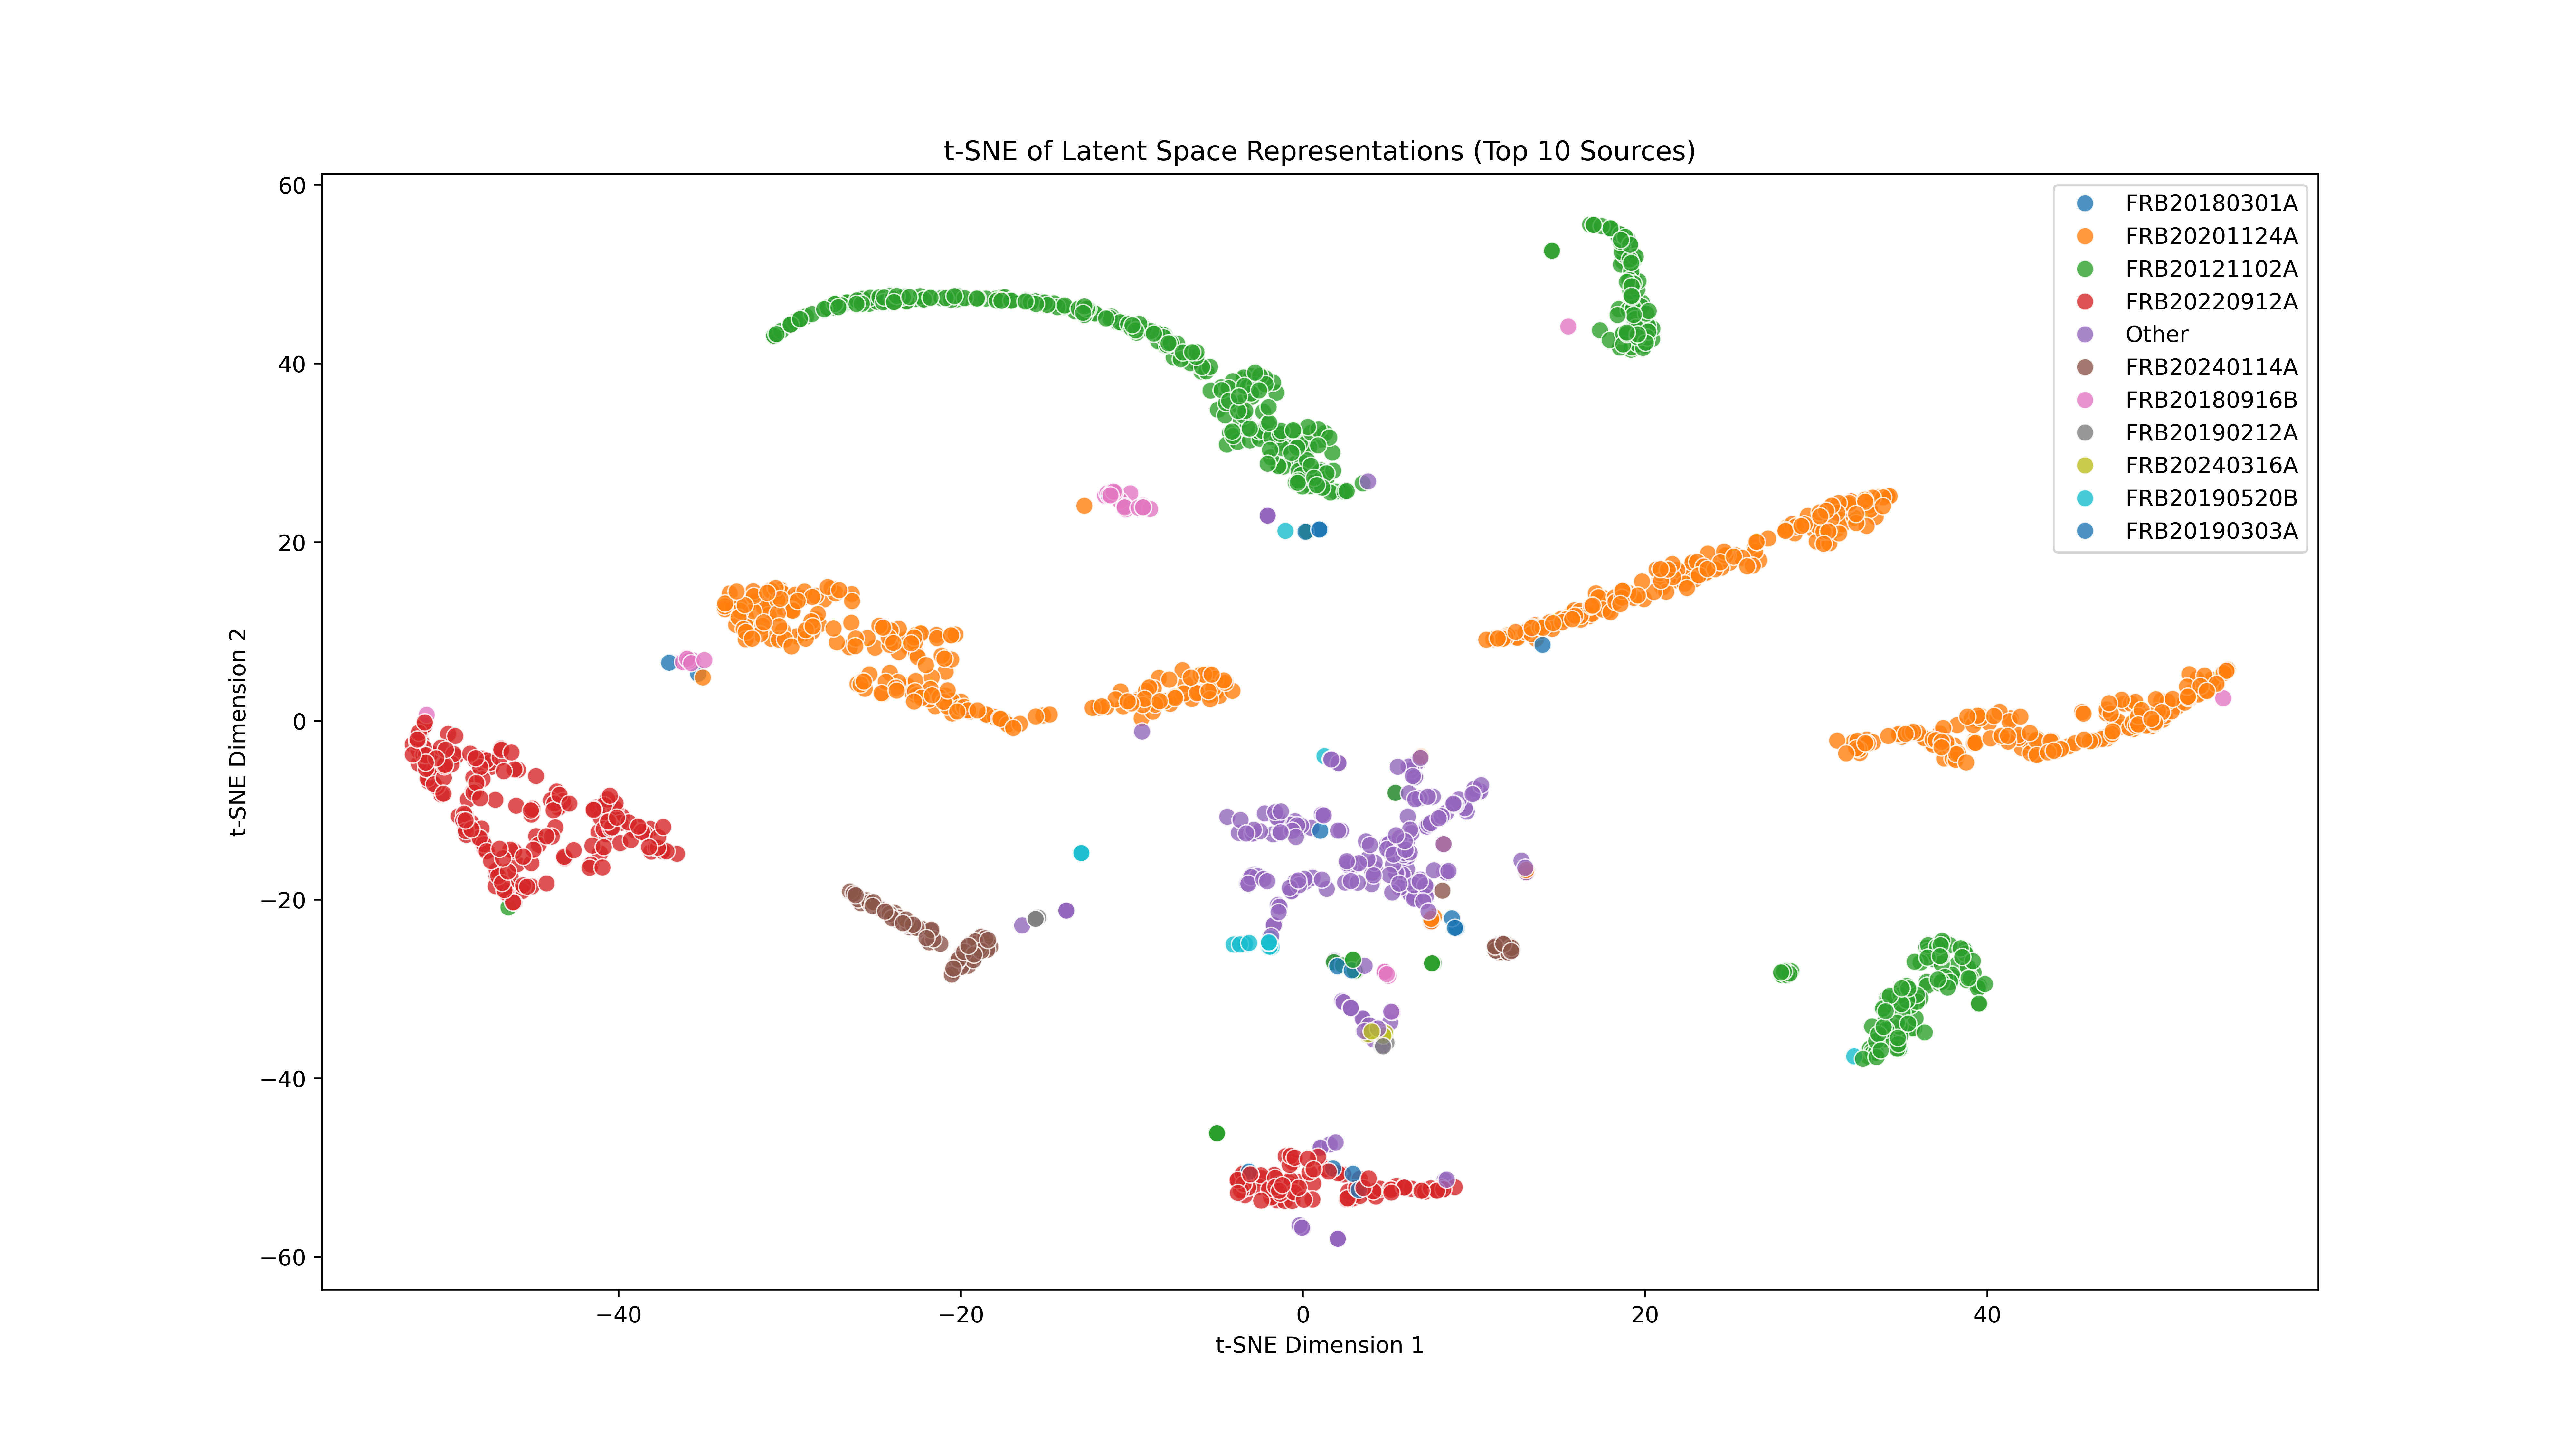 t-SNE of Latent Space Representations (Top 10 Sources)
60
40
20
0
−20
−40
−60
t-SNE Dimension 2
FRB20180301A
FRB20201124A
FRB20121102A
FRB20220912A
Other
FRB20240114A
FRB20180916B
FRB20190212A
FRB20240316A
FRB20190520B
FRB20190303A
−40
−20
0
20
40
t-SNE Dimension 1